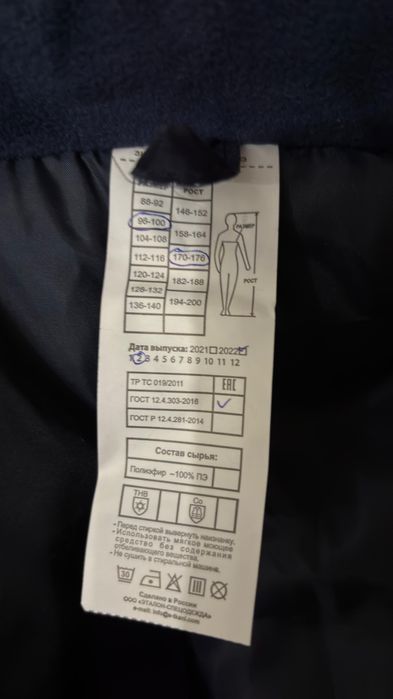 РАЗМЕР
РОСТ
88-92
96-100
104-108
112-116
120-124
128-132
136-140
146-152
158-164
170-176
182-188
194-200
РАЗМЕР
РОСТ
Дата выпуска: 2021 2022
1 2 3 4 5 6 7 8 9 10 11 12
ТР ТС 019/2011
EAC
ГОСТ 12.4.303-2016
ГОСТ Р 12.4.281-2014
Состав сырья:
Полиэфир ~100% ПЭ
ТНВ
Со
- Перед стиркой вывернуть наизнанку.
- Использовать мягкое моющее
средство без содержания
отбеливающего вещества.
- Не сушить в стиральной машине.
30
Сделано в России
ООО «ЭТАЛОН-СПЕЦОДЕЖДА»